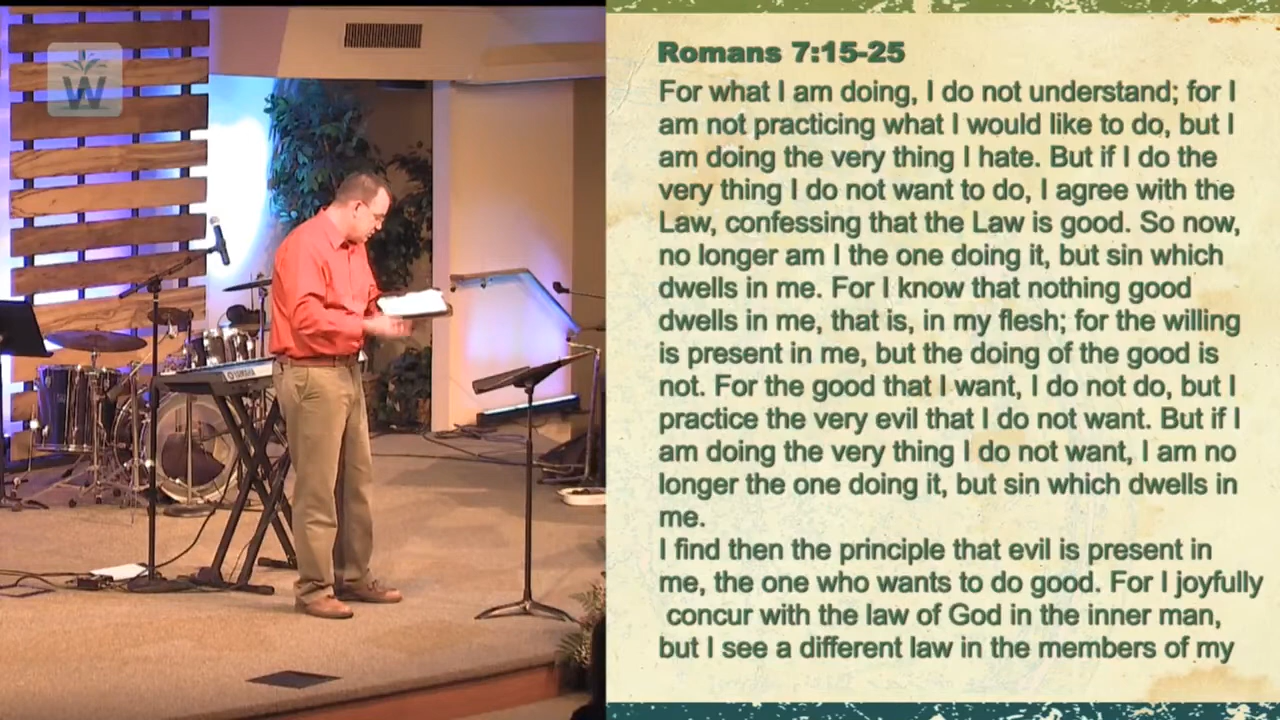 W
YAMAHA
Romans 7:15-25
For what I am doing, I do not understand; for I
am not practicing what I would like to do, but I
am doing the very thing I hate. But if I do the
very thing I do not want to do, I agree with the
Law, confessing that the Law is good. So now,
no longer am I the one doing it, but sin which
dwells in me. For I know that nothing good
dwells in me, that is, in my flesh; for the willing
is present in me, but the doing of the good is
not. For the good that I want, I do not do, but I
practice the very evil that I do not want. But if I
am doing the very thing I do not want, I am no
longer the one doing it, but sin which dwells in
me.
I find then the principle that evil is present in
me, the one who wants to do good. For I joyfully
concur with the law of God in the inner man,
but I see a different law in the members of my